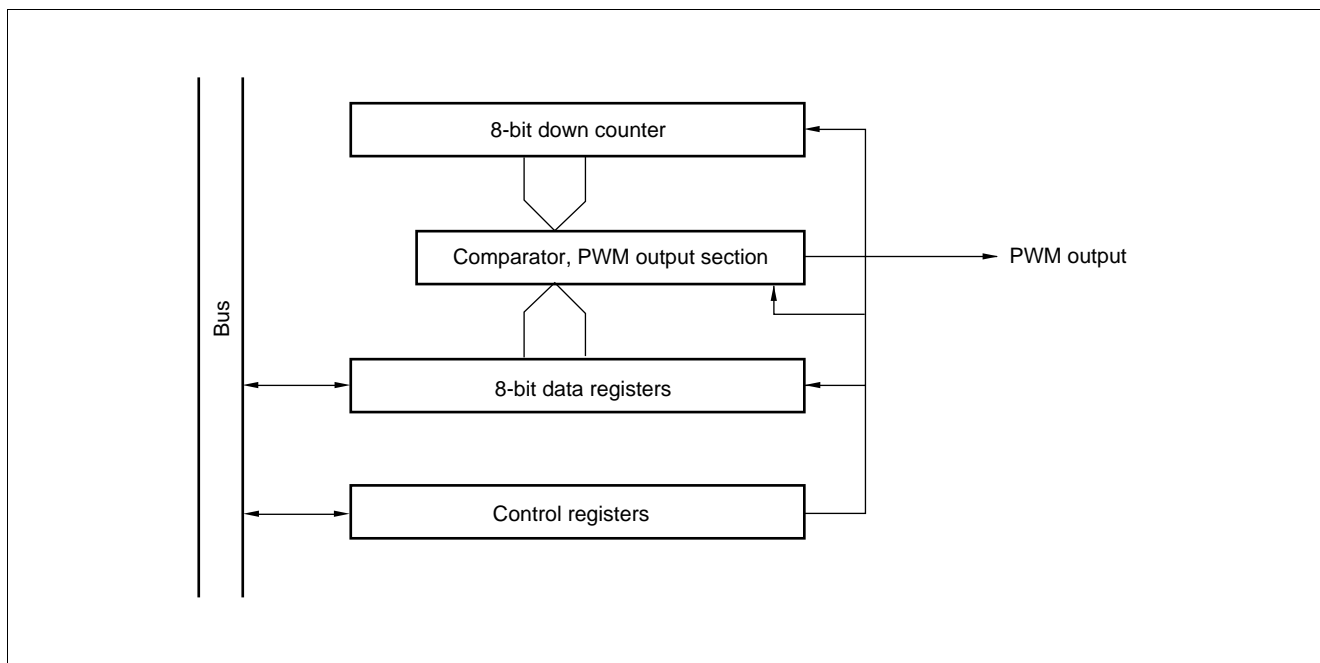 8-bit down counter
Comparator, PWM output section
PWM output
Bus
8-bit data registers
Control registers